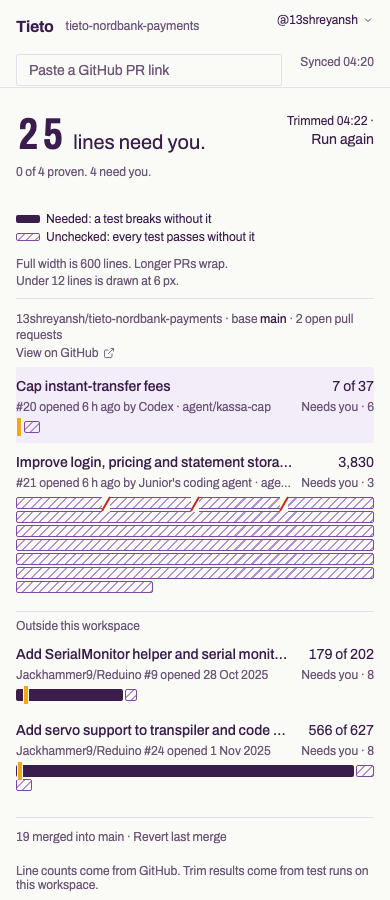 Tieto tieto-nordbank-payments @13shreyansh
Paste a GitHub PR link Synced 04:20
25 lines need you. Trimmed 04:22 ·
Run again
0 of 4 proven. 4 need you.
Needed: a test breaks without it
Unchecked: every test passes without it
Full width is 600 lines. Longer PRs wrap.
Under 12 lines is drawn at 6 px.
13shreyansh/tieto-nordbank-payments · base main · 2 open pull
requests
View on GitHub
Cap instant-transfer fees 7 of 37
#20 opened 6 h ago by Codex · agent/kassa-cap Needs you · 6
Improve login, pricing and statement stora... 3,830
#21 opened 6 h ago by Junior's coding agent · age... Needs you · 3
Outside this workspace
Add SerialMonitor helper and serial monit... 179 of 202
Jackhammer9/Reduino #9 opened 28 Oct 2025 Needs you · 8
Add servo support to transpiler and code ... 566 of 627
Jackhammer9/Reduino #24 opened 1 Nov 2025 Needs you · 8
19 merged into main · Revert last merge
Line counts come from GitHub. Trim results come from test runs on
this workspace.